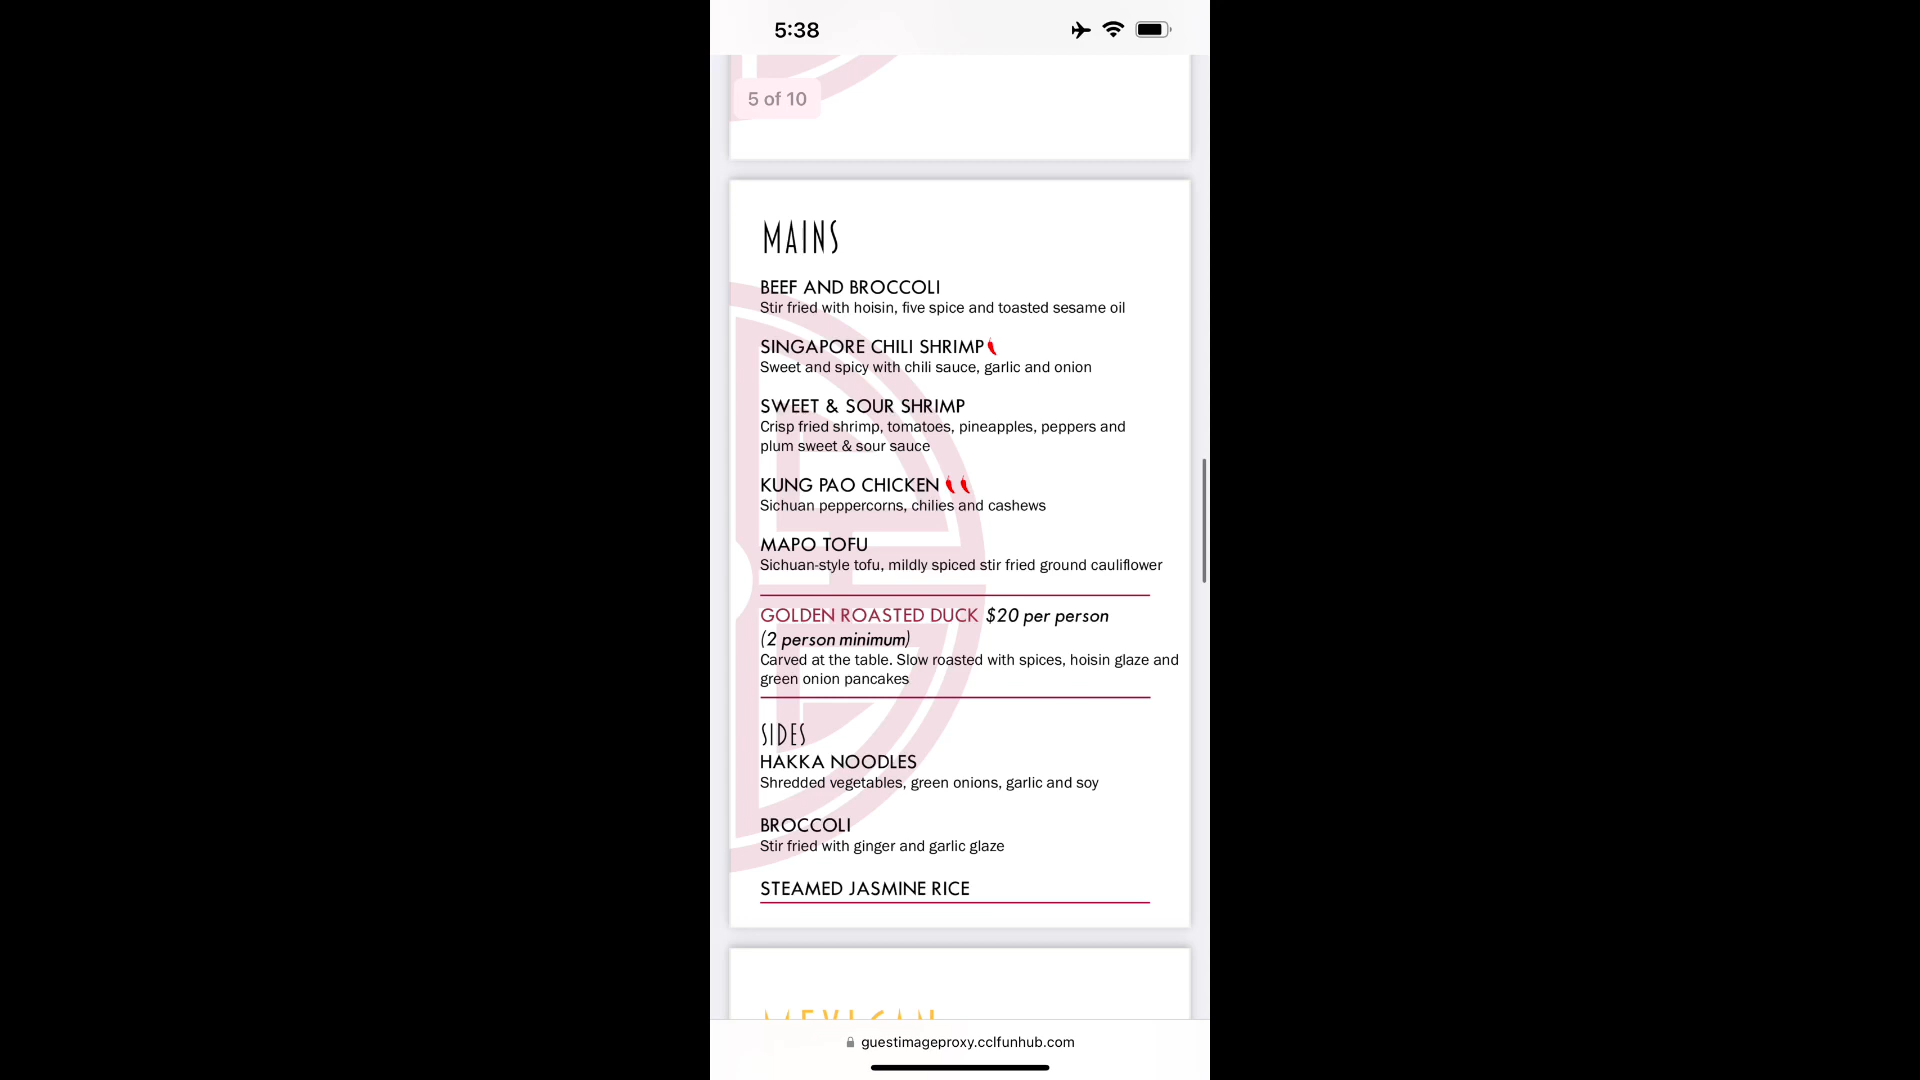 5:38
5 of 10
MAINS
BEEF AND BROCCOLI
Stir fried with hoisin, five spice and toasted sesame oil
SINGAPORE CHILI SHRIMP
Sweet and spicy with chili sauce, garlic and onion
SWEET & SOUR SHRIMP
Crisp fried shrimp, tomatoes, pineapples, peppers and
plum sweet & sour sauce
KUNG PAO CHICKEN
Sichuan peppercorns, chilies and cashews
MAPO TOFU
Sichuan-style tofu, mildly spiced stir fried ground cauliflower
GOLDEN ROASTED DUCK $20 per person
(2 person minimum)
Carved at the table. Slow roasted with spices, hoisin glaze and
green onion pancakes
SIDES
HAKKA NOODLES
Shredded vegetables, green onions, garlic and soy
BROCCOLI
Stir fried with ginger and garlic glaze
STEAMED JASMINE RICE
MEXICAN
guestimageproxy.cclfunhub.com